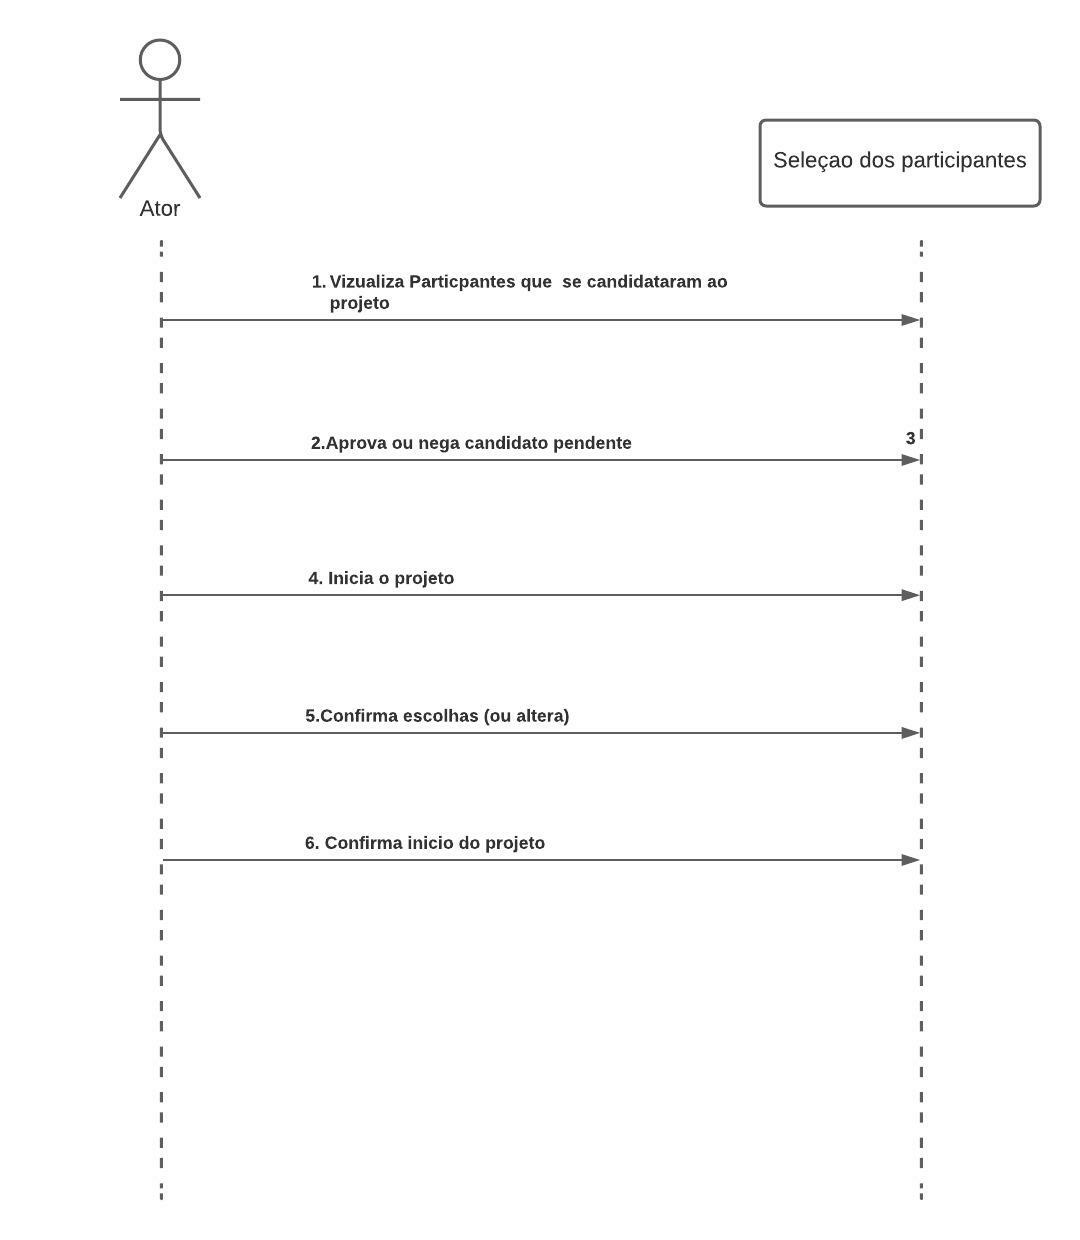 Ator
Seleçao dos participantes
1. Vizualiza Particpantes que  se candidataram ao
projeto
2.Aprova ou nega candidato pendente
3
4. Inicia o projeto
5.Confirma escolhas (ou altera)
6. Confirma inicio do projeto